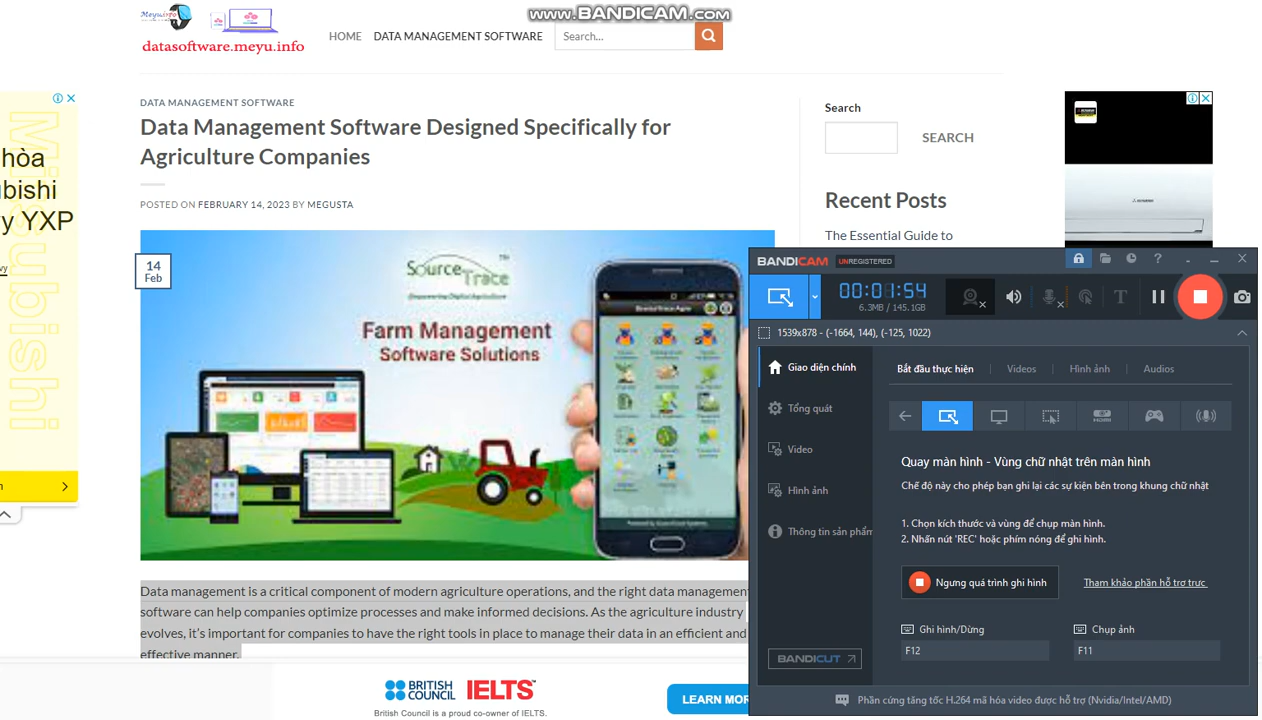 www.BANDICAM.com
Meyu.info
datasoftware.meyu.info
HOME
DATA MANAGEMENT SOFTWARE
Search...
DATA MANAGEMENT SOFTWARE
Data Management Software Designed Specifically for
Agriculture Companies
POSTED ON FEBRUARY 14, 2023 BY MEGUSTA
14
Feb
SourceTrace
TM
Empowering Digital Agriculture
Farm Management
Software Solutions
Data management is a critical component of modern agriculture operations, and the right data management
software can help companies optimize processes and make informed decisions. As the agriculture industry
evolves, it's important for companies to have the right tools in place to manage their data in an efficient and
effective manner.
Search
SEARCH
Recent Posts
The Essential Guide to
hòa
ubishi
y YXP
Mitsubishi
BRITISH
COUNCIL
IELTS
British Council is a proud co-owner of IELTS.
LEARN MOR
BANDICAM
UNREGISTERED
00:01:54
6.3MB / 145.1GB
1539x878 - (-1664, 144), (-125, 1022)
Giao diện chính
Tổng quát
Video
Hình ảnh
Thông tin sản phẩm
BANDICUT
Bắt đầu thực hiện
Videos
Hình ảnh
Audios
HDMI
Quay màn hình - Vùng chữ nhật trên màn hình
Chế độ này cho phép bạn ghi lại các sự kiện bên trong khung chữ nhật
1. Chọn kích thước và vùng để chụp màn hình.
2. Nhấn nút 'REC' hoặc phím nóng để ghi hình.
Ngưng quá trình ghi hình
Tham khảo phần hỗ trợ trực
Ghi hình/Dừng
F12
Chụp ảnh
F11
Phần cứng tăng tốc H.264 mã hóa video được hỗ trợ (Nvidia/Intel/AMD)